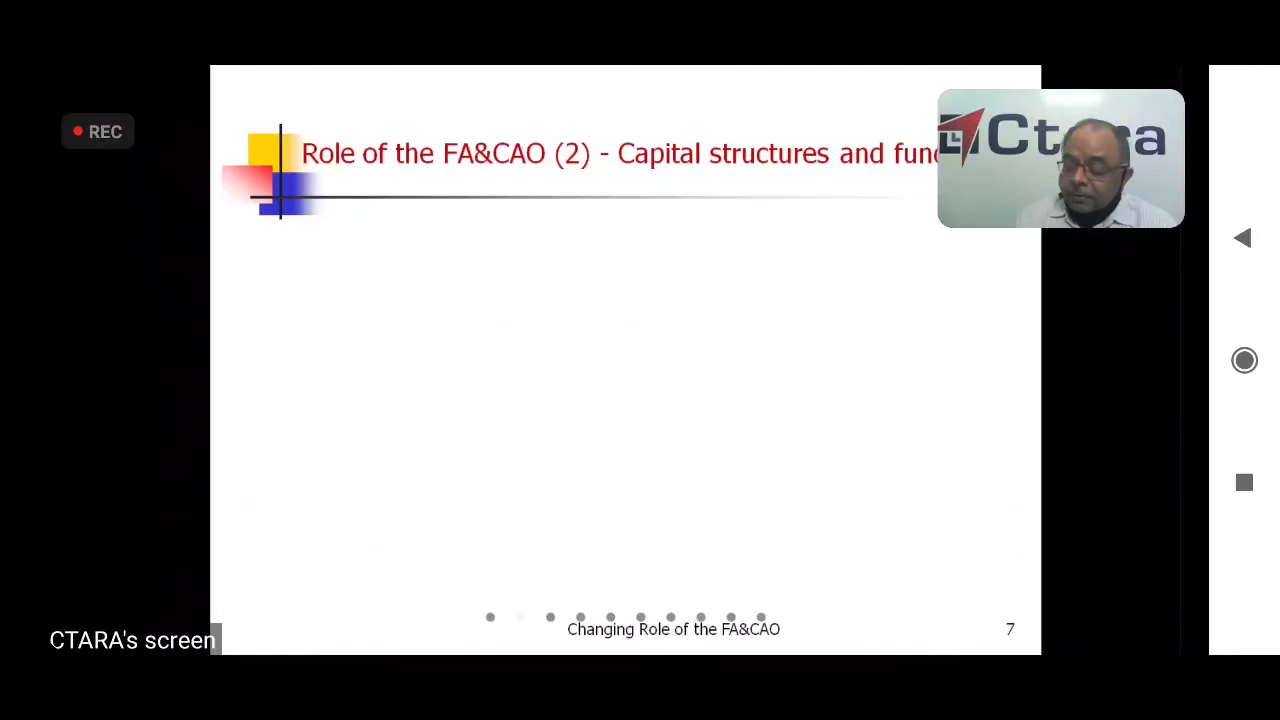 REC
Role of the FA&CAO (2) - Capital structures and fun
Ctara
Changing Role of the FA&CAO
7
CTARA's screen